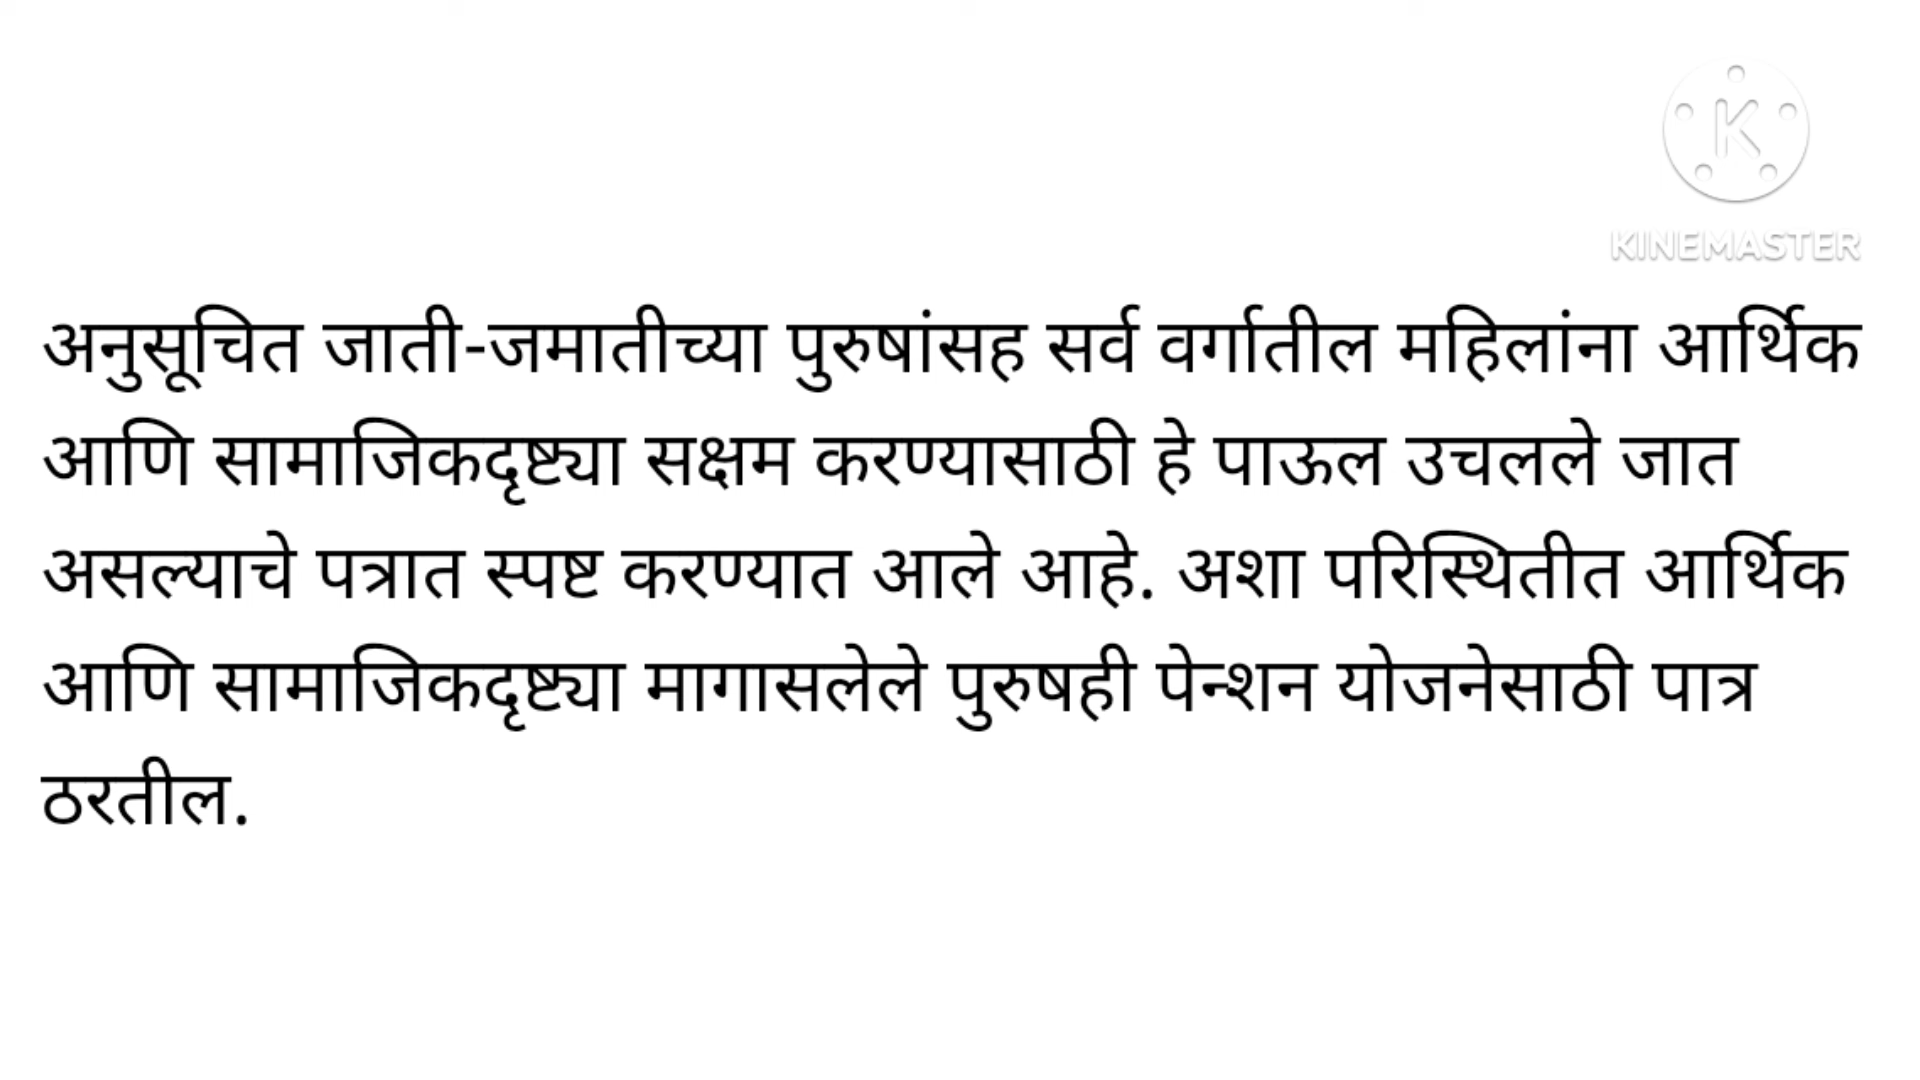 KINEMASTER
अनुसूचित जाती-जमातीच्या पुरुषांसह सर्व वर्गातील महिलांना आर्थिक
आणि सामाजिकदृष्ट्या सक्षम करण्यासाठी हे पाऊल उचलले जात
असल्याचे पत्रात स्पष्ट करण्यात आले आहे. अशा परिस्थितीत आर्थिक
आणि सामाजिकदृष्ट्या मागासलेले पुरुषही पेन्शन योजनेसाठी पात्र
ठरतील.